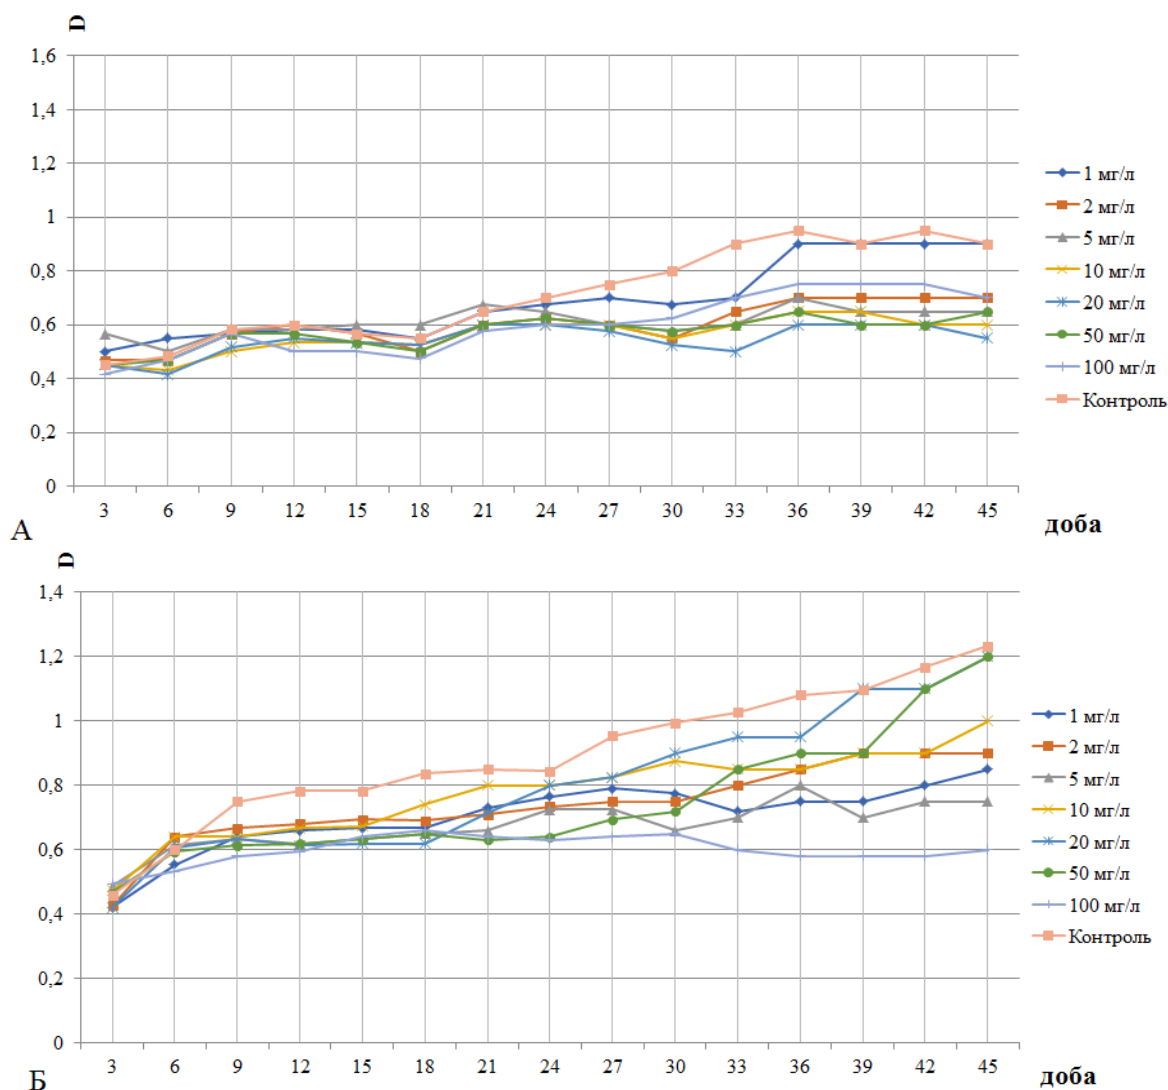 D
1,6
1,4
1,2
1
0,8
0,6
0,4
0,2
0
3 6 9 12 15 18 21 24 27 30 33 36 39 42 45
доба
А
1 мг/л
2 мг/л
5 мг/л
10 мг/л
20 мг/л
50 мг/л
100 мг/л
Контроль
D
1,4
1,2
1
0,8
0,6
0,4
0,2
0
3 6 9 12 15 18 21 24 27 30 33 36 39 42 45
доба
Б
1 мг/л
2 мг/л
5 мг/л
10 мг/л
20 мг/л
50 мг/л
100 мг/л
Контроль